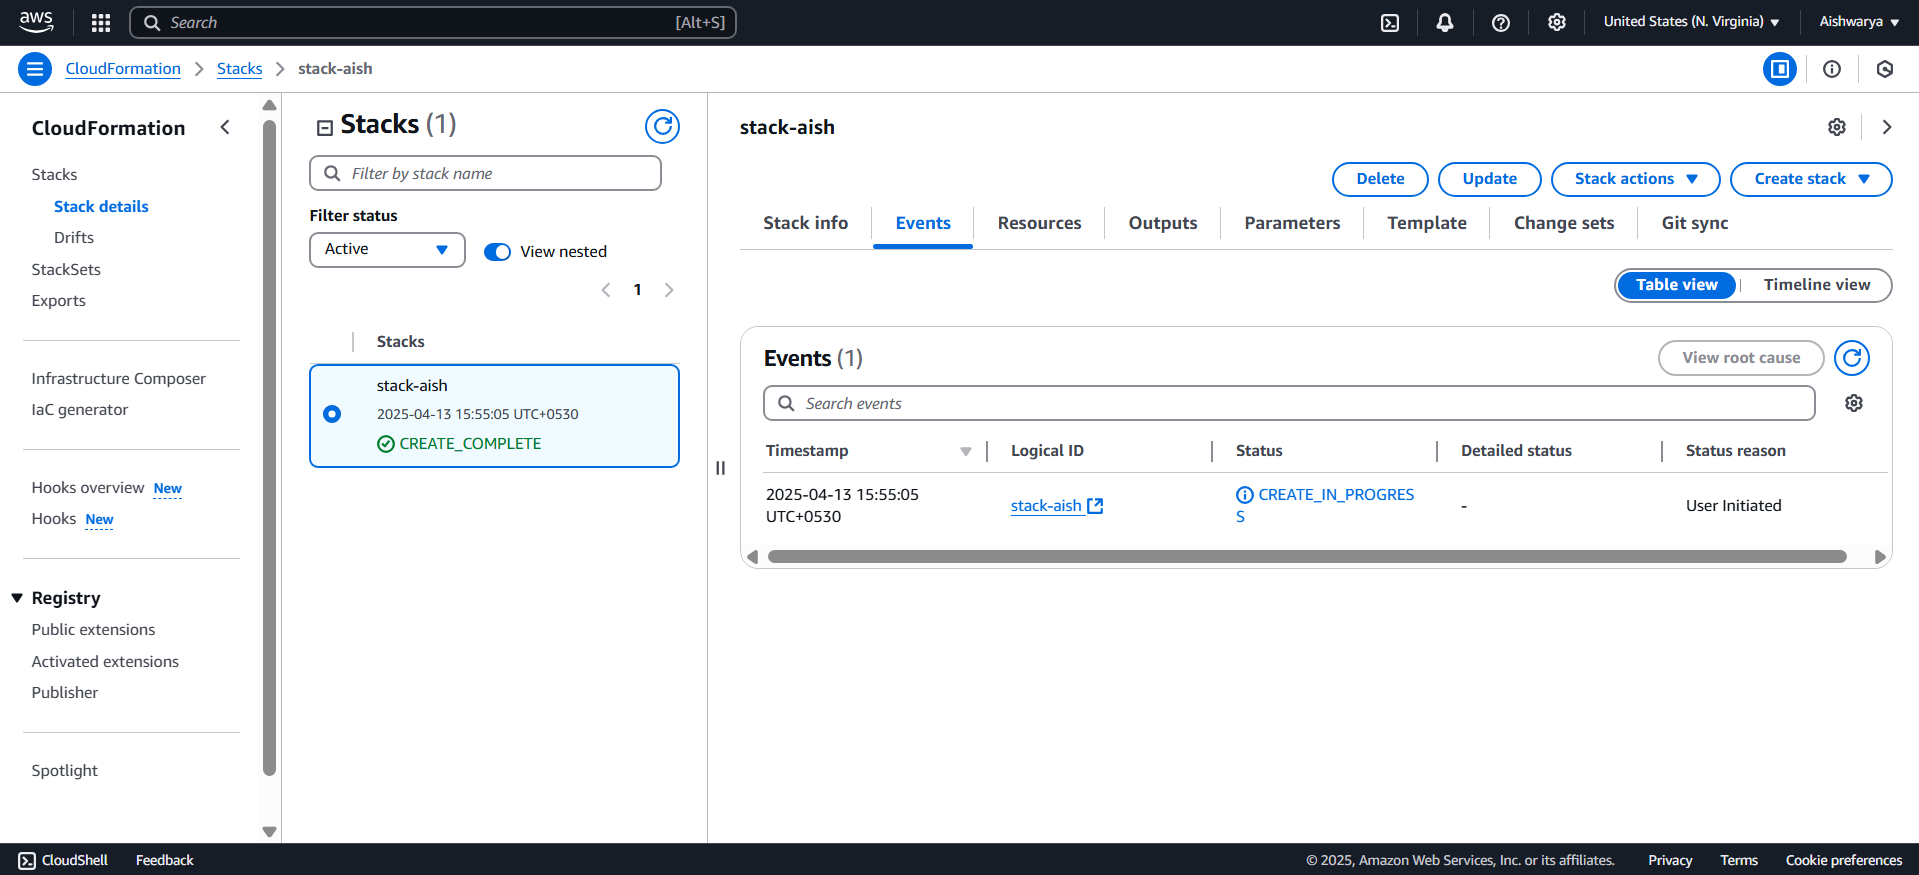 aws
Search [Alt+S]
United States (N. Virginia)
Aishwarya
CloudFormation
Stacks
stack-aish
CloudFormation
Stacks
Stack details
Drifts
StackSets
Exports
Infrastructure Composer
IaC generator
Hooks overview New
Hooks New
Registry
Public extensions
Activated extensions
Publisher
Spotlight
Stacks (1)
Filter by stack name
Filter status
Active
View nested
1
Stacks
stack-aish
2025-04-13 15:55:05 UTC+0530
CREATE_COMPLETE
stack-aish
Delete
Update
Stack actions
Create stack
Stack info
Events
Resources
Outputs
Parameters
Template
Change sets
Git sync
Table view
Timeline view
Events (1)
View root cause
Search events
Timestamp
Logical ID
Status
Detailed status
Status reason
2025-04-13 15:55:05
UTC+0530
stack-aish
CREATE_IN_PROGRES
S
-
User Initiated
CloudShell
Feedback
© 2025, Amazon Web Services, Inc. or its affiliates.
Privacy
Terms
Cookie preferences